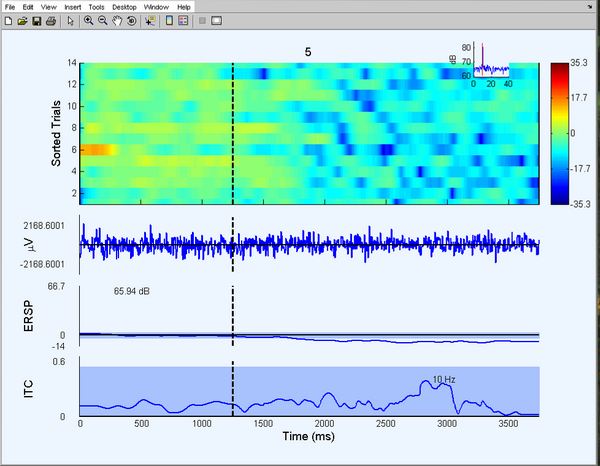 File Edit View Insert Tools Desktop Window Help
5
14
12
10
8
6
4
2
Sorted Trials
80
70
60
dB
0 20 40
35.3
17.7
0
-17.7
-35.3
2168.6001
-2168.6001
μV
66.7
0
-14
ERSP
65.94 dB
0.6
0
ITC
10 Hz
0 500 1000 1500 2000 2500 3000 3500
Time (ms)